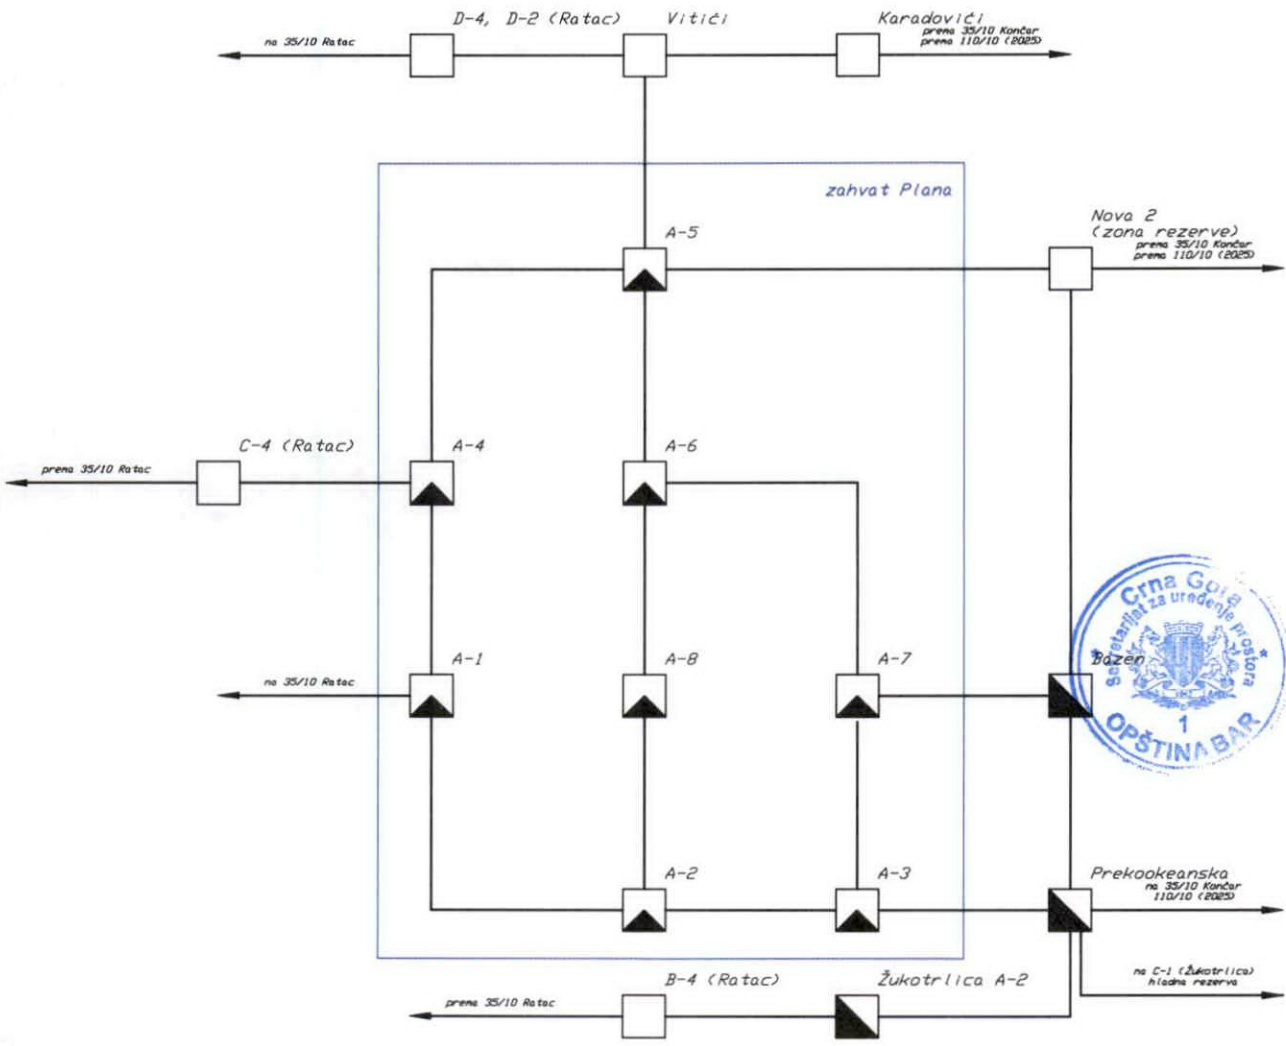 D-4, D-2 (Ratac)
Vitići
Karadovići
na 35/10 Ratac
prema 35/10 Končar
prema 110/10 (2025)
zahvat Plana
A-5
Nova 2
(zona rezerve)
prema 35/10 Končar
prema 110/10 (2025)
C-4 (Ratac)
A-4
A-6
prema 35/10 Ratac
A-1
A-8
A-7
Bazen
na 35/10 Ratac
Crna Gora
Sekretarijat za uređenje prostora
1
OPŠTINA BAR
A-2
A-3
Prekookeanska
na 35/10 Končar
110/10 (2025)
na C-1 (Žukotrlica)
hladna rezerva
B-4 (Ratac)
Žukotrlica A-2
prema 35/10 Ratac